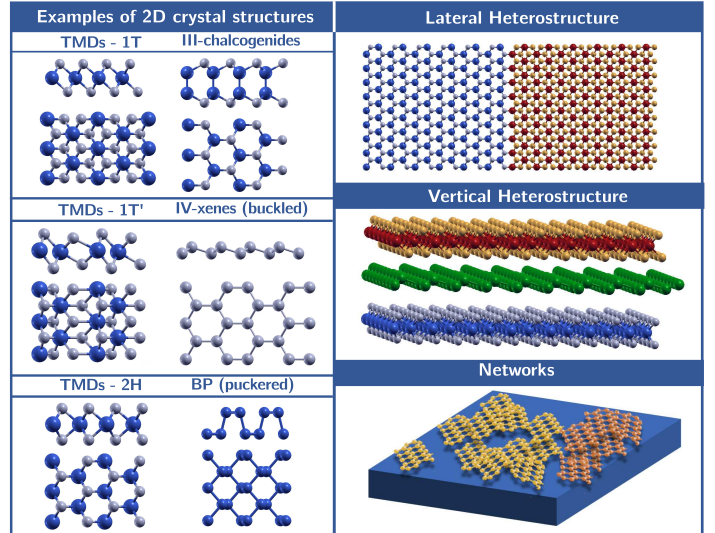 Examples of 2D crystal structures
TMDs - 1T
III-chalcogenides
TMDs - 1T'
IV-xenes (buckled)
TMDs - 2H
BP (puckered)
Lateral Heterostructure
Vertical Heterostructure
Networks